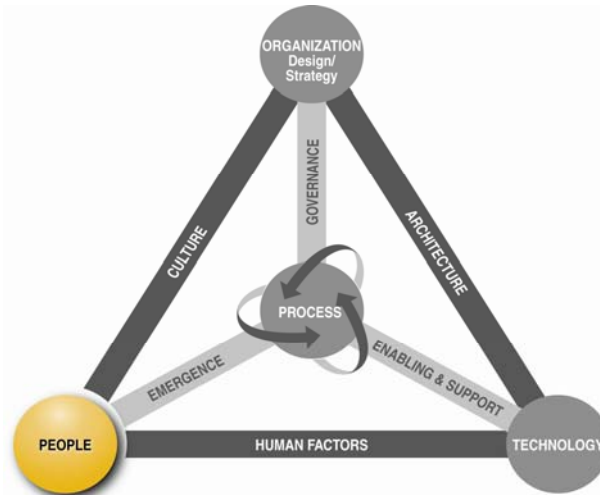 ORGANIZATION
Design/
Strategy
GOVERNANCE
CULTURE
ARCHITECTURE
PROCESS
EMERGENCE
ENABLING & SUPPORT
PEOPLE
HUMAN FACTORS
TECHNOLOGY